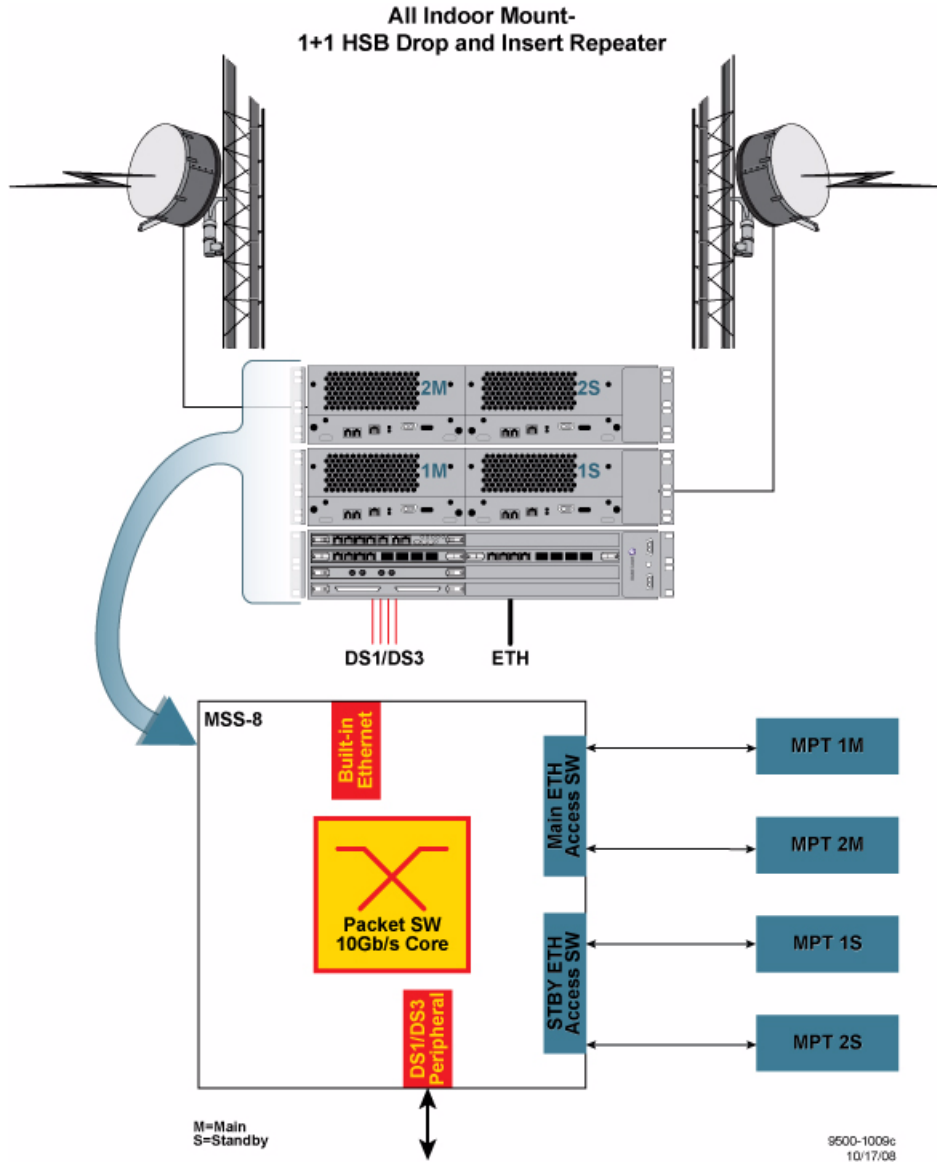 All Indoor Mount-
1+1 HSB Drop and Insert Repeater
2M
2S
1M
1S
DS1/DS3
ETH
MSS-8
Built-in
Ethernet
Packet SW
10Gb/s Core
DS1/DS3
Peripheral
Main ETH
Access SW
STBY ETH
Access SW
MPT 1M
MPT 2M
MPT 1S
MPT 2S
M=Main
S=Standby
9500-1009c
10/17/08